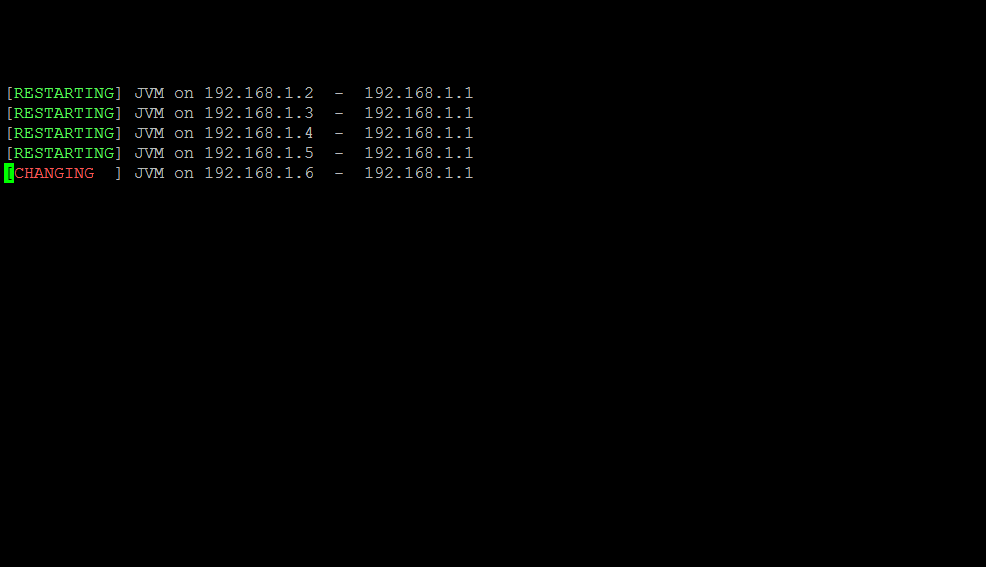 [RESTARTING] JVM on 192.168.1.2  -  192.168.1.1
[RESTARTING] JVM on 192.168.1.3  -  192.168.1.1
[RESTARTING] JVM on 192.168.1.4  -  192.168.1.1
[RESTARTING] JVM on 192.168.1.5  -  192.168.1.1
[CHANGING  ] JVM on 192.168.1.6  -  192.168.1.1